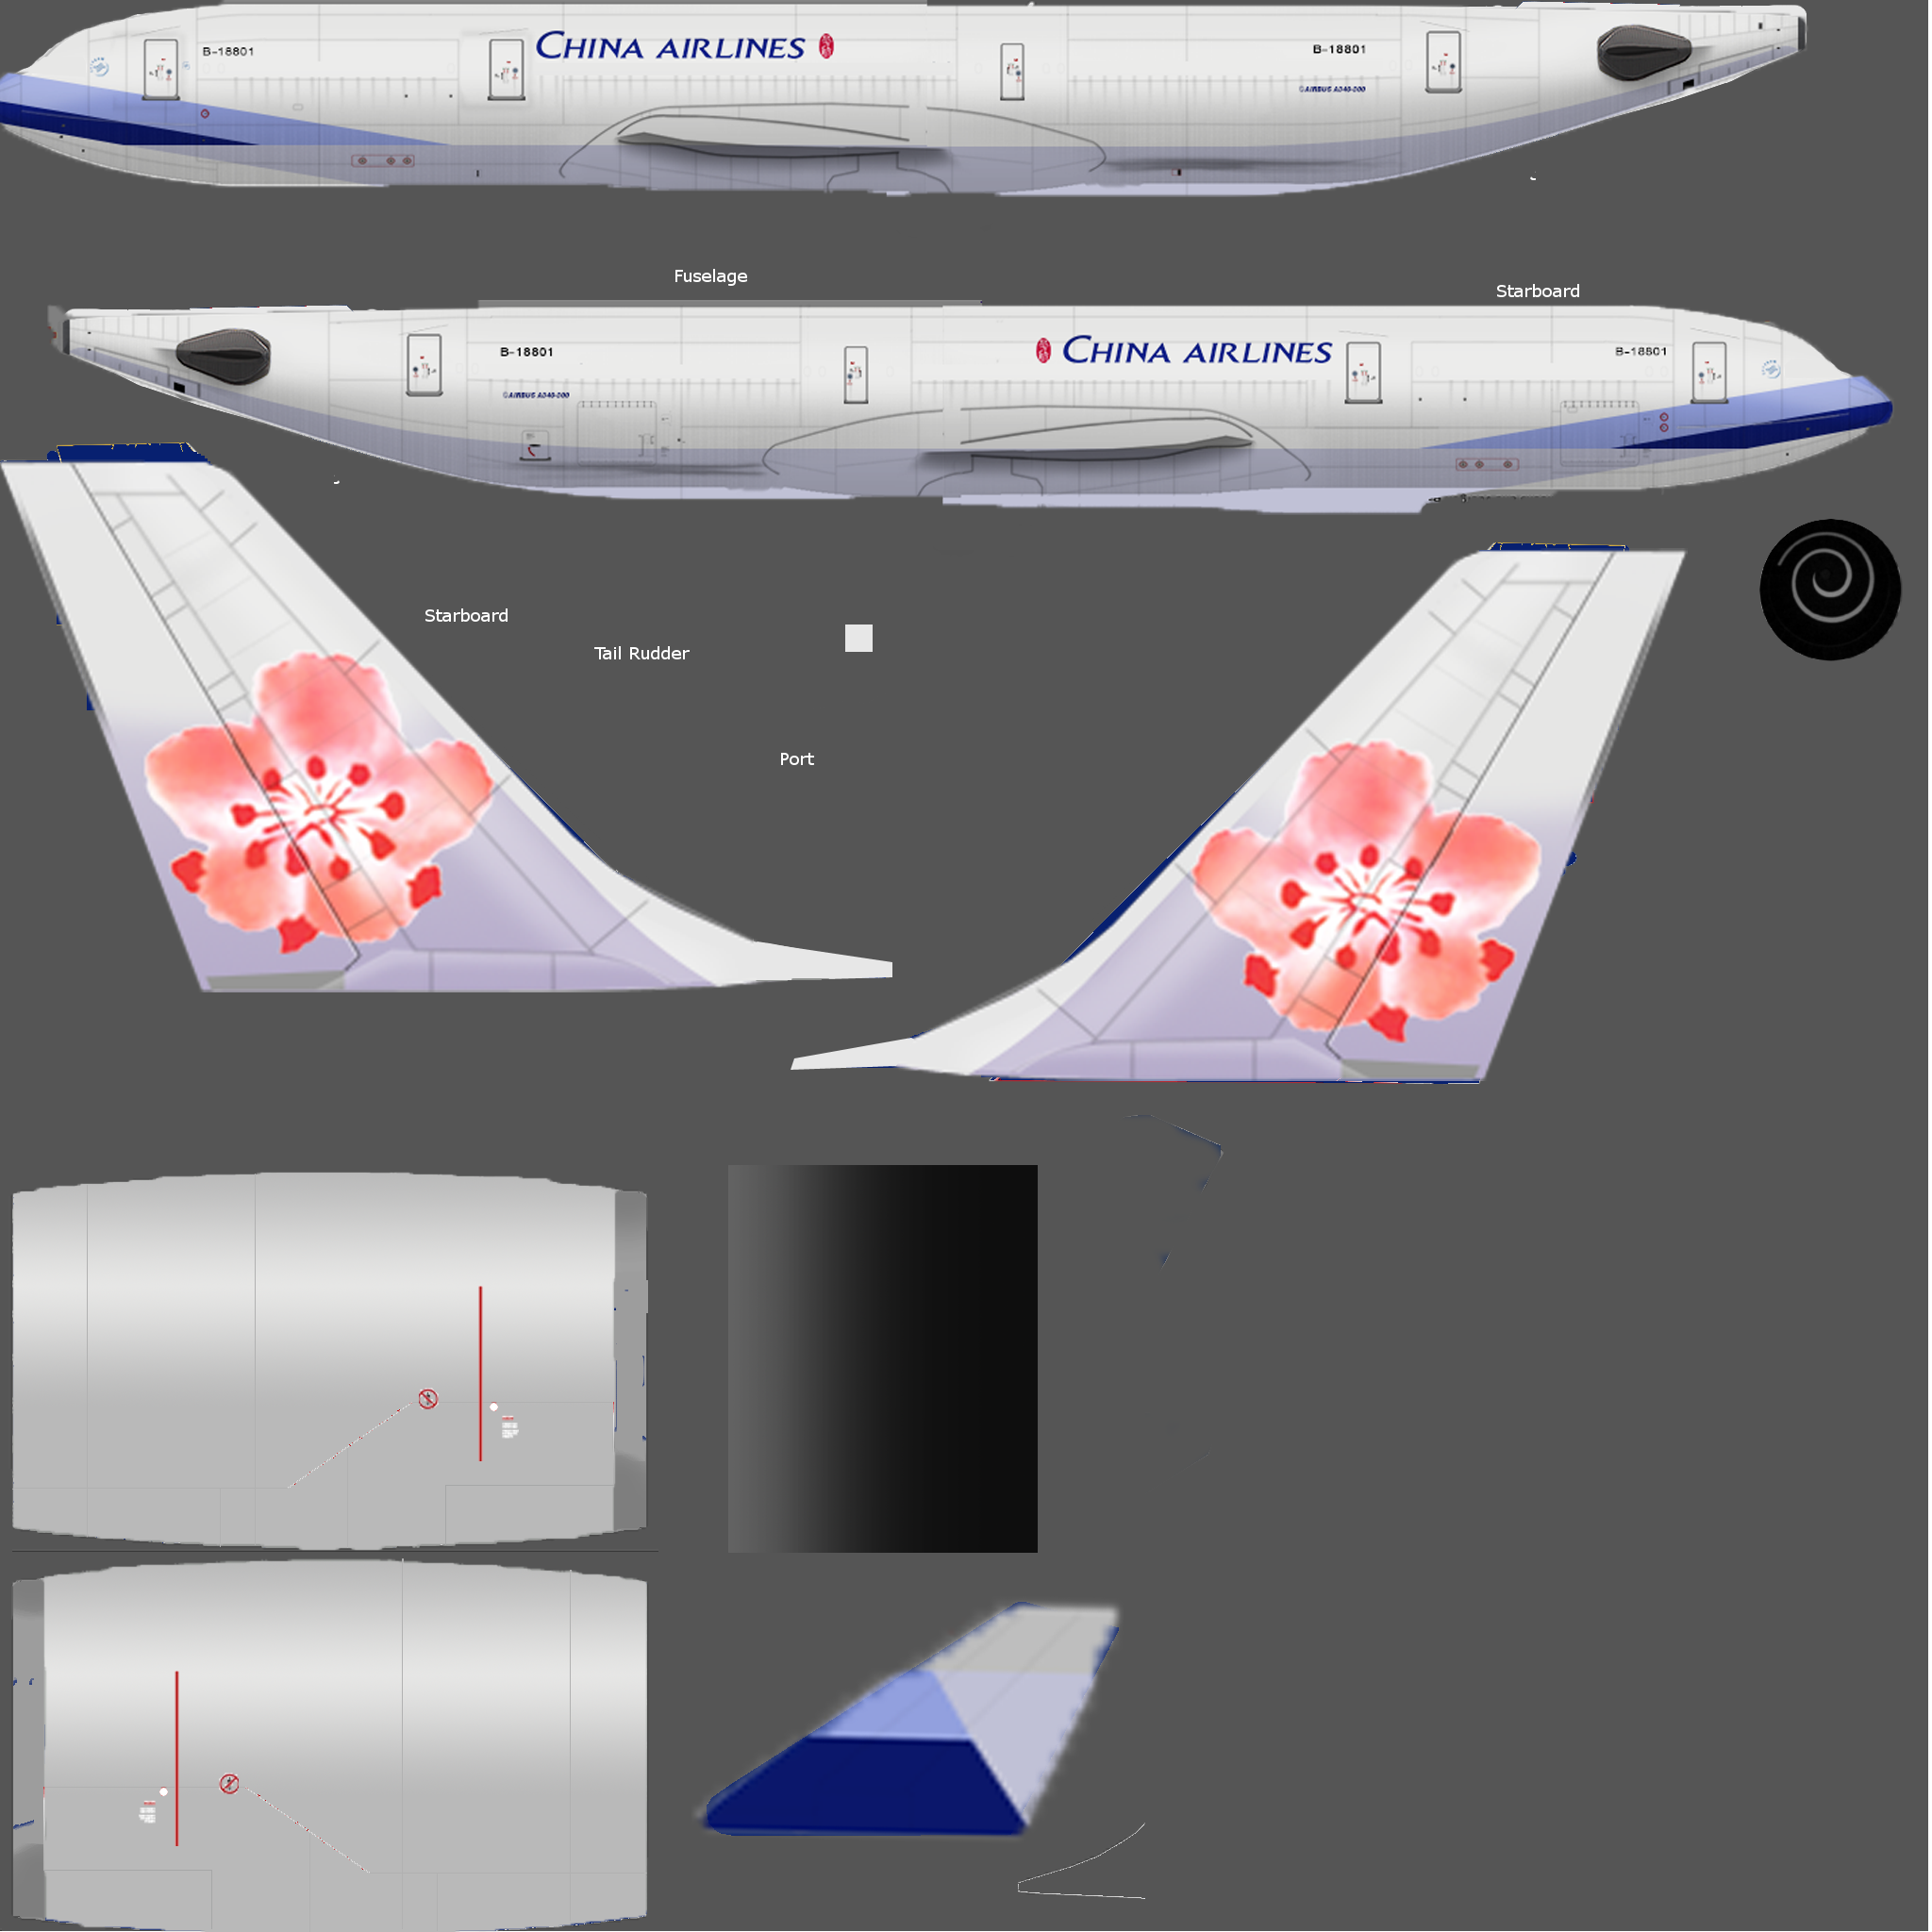 B-18801
CHINA AIRLINES
B-18801
AIRBUS A340-300
Fuselage
Starboard
B-18801
CHINA AIRLINES
B-18801
AIRBUS A340-300
Starboard
Tail Rudder
Port